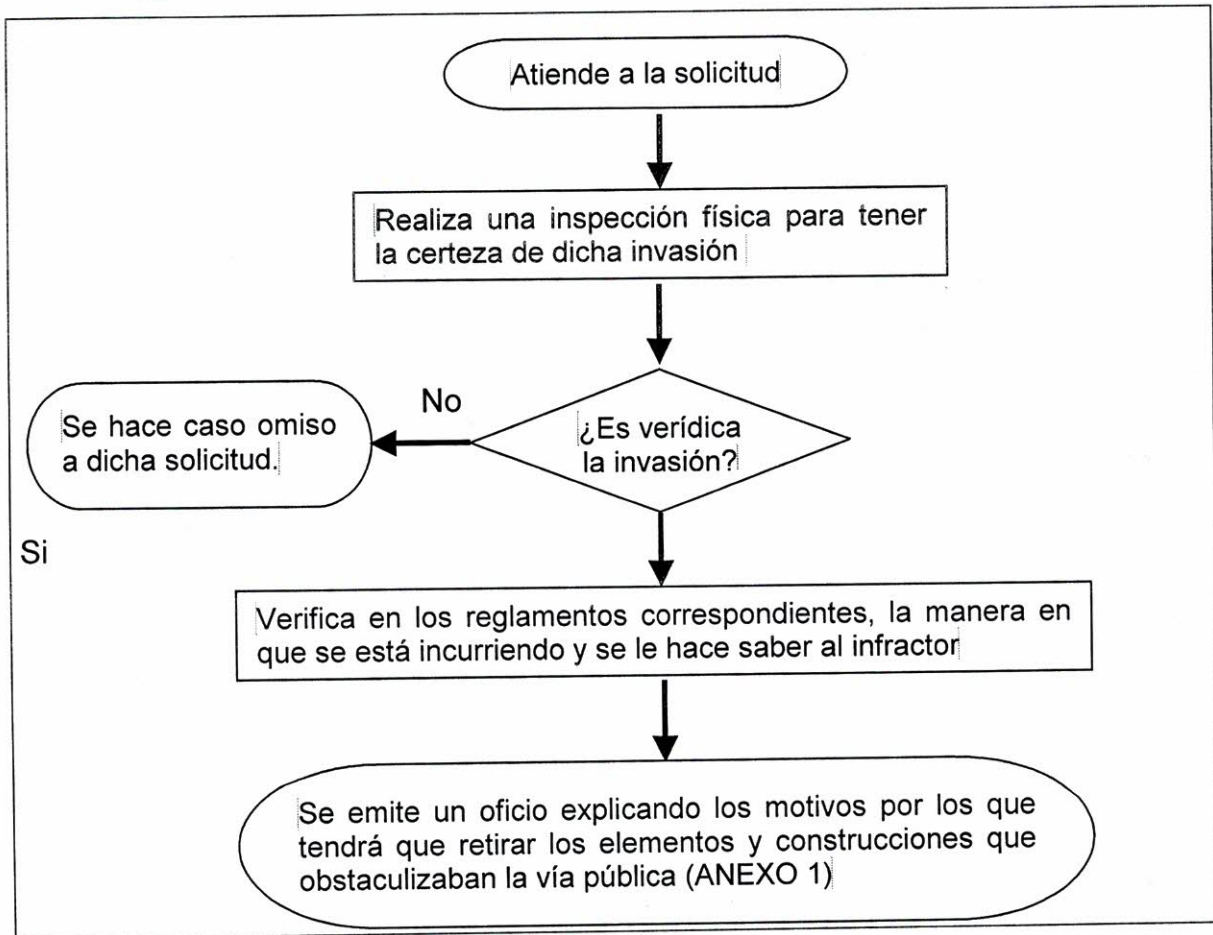 Atiende a la solicitud
Realiza una inspección física para tener
la certeza de dicha invasión
No
¿Es verídica
la invasión?
Se hace caso omiso
a dicha solicitud.
Si
Verifica en los reglamentos correspondientes, la manera en
que se está incurriendo y se le hace saber al infractor
Se emite un oficio explicando los motivos por los que
tendrá que retirar los elementos y construcciones que
obstaculizaban la vía pública (ANEXO 1)